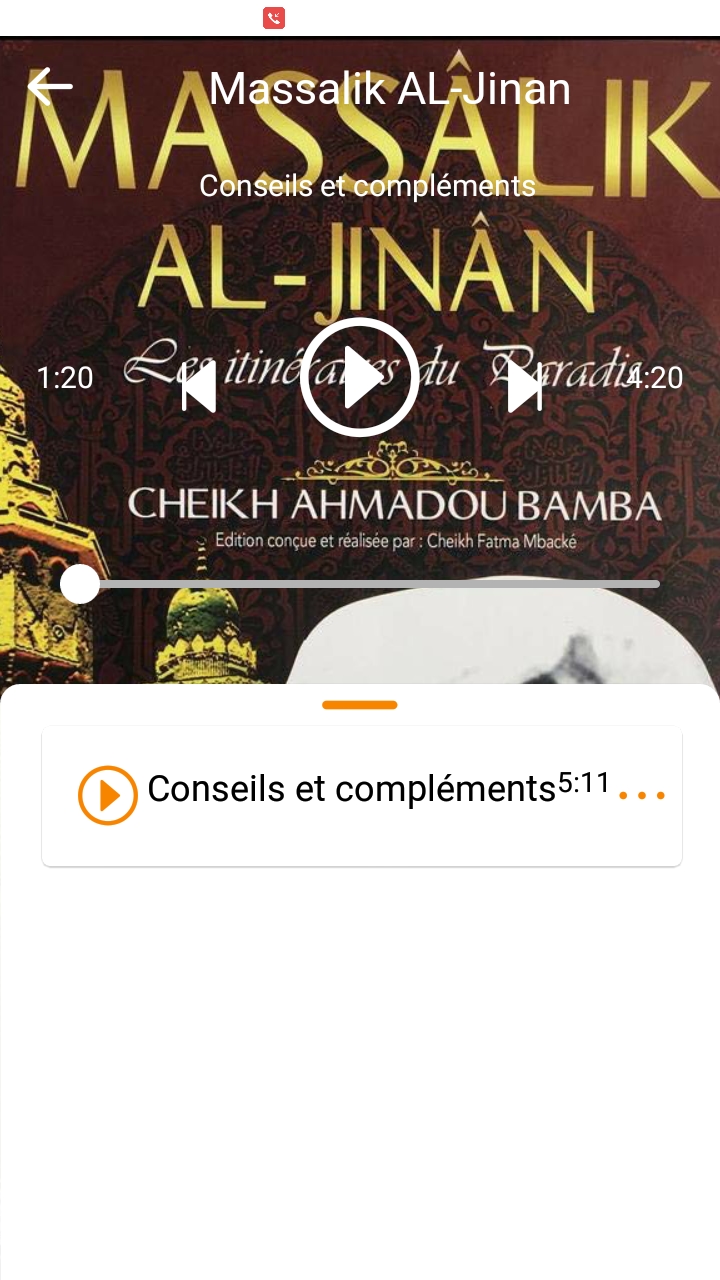 MASSÂLIK
Massalik AL-Jinan
Conseils et compléments
AL-JINÂN
Les itinéraires du Paradis
1:20
4:20
CHEIKH AHMADOU BAMBA
Edition conçue et réalisée par : Cheikh Fatma Mbacké
Conseils et compléments 5:11